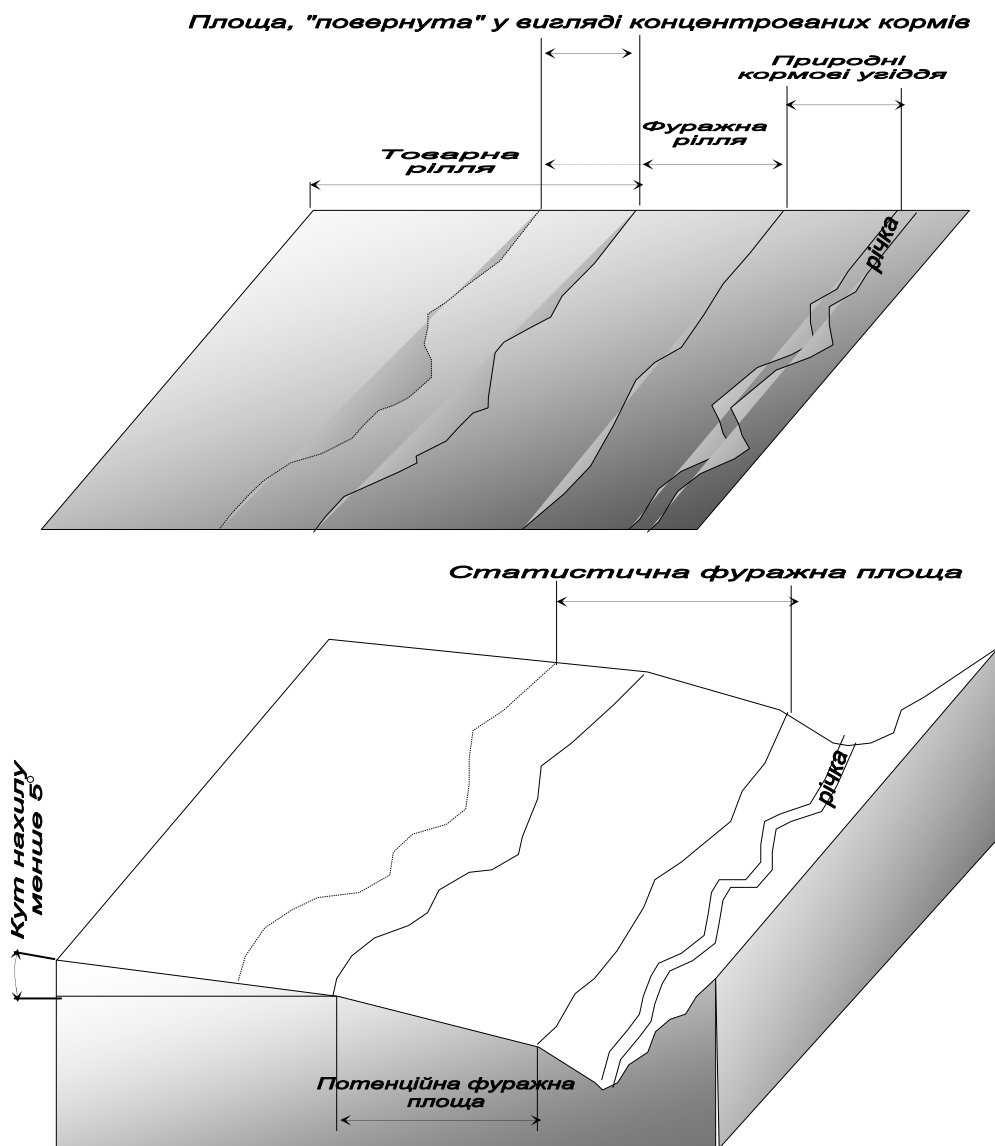 Площа, "повернута" у вигляді концентрованих кормів
Природні
кормові угіддя
Фуражна
рілля
Товарна
рілля
річка
Статистична фуражна площа
річка
Кут нахилу
менше 5°
Потенційна фуражна
площа